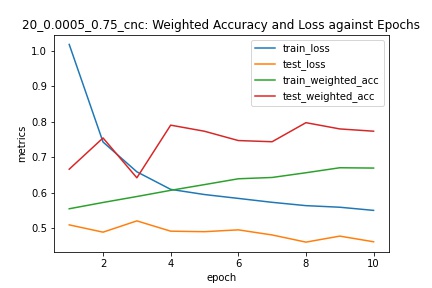 20_0.0005_0.75_cnc: Weighted Accuracy and Loss against Epochs
train_loss
test_loss
train_weighted_acc
test_weighted_acc
metrics
1.0
0.9
0.8
0.7
0.6
0.5
2 4 6 8 10
epoch